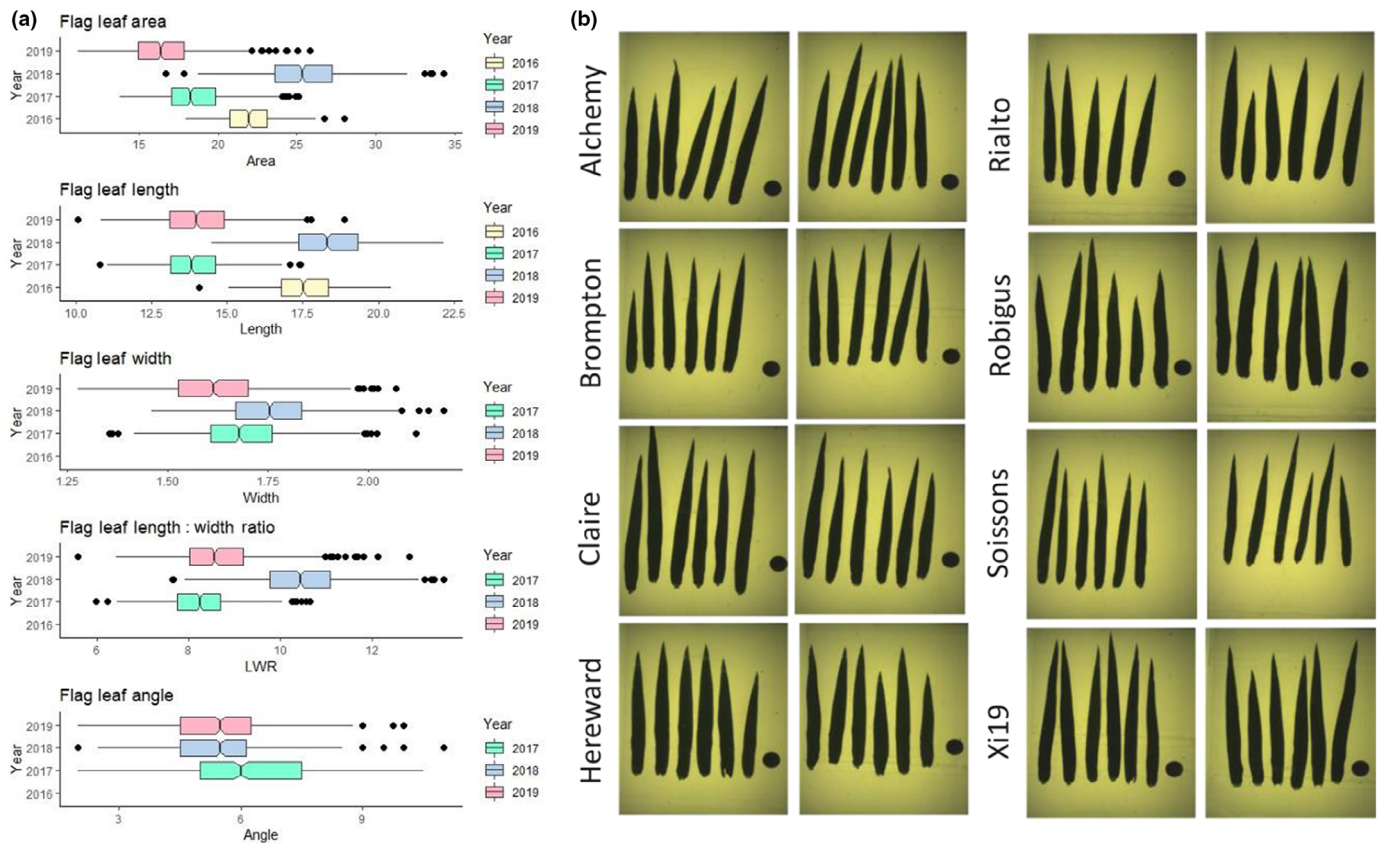 (a)
Flag leaf area
Year
2019
2018
2017
2016
15 20 25 30 35
Area
Year
2016
2017
2018
2019
Flag leaf length
Year
2019
2018
2017
2016
10.0 12.5 15.0 17.5 20.0 22.5
Length
Year
2016
2017
2018
2019
Flag leaf width
Year
2019
2018
2017
2016
1.25 1.50 1.75 2.00
Width
Year
2017
2018
2019
Flag leaf length : width ratio
Year
2019
2018
2017
2016
6 8 10 12
LWR
Year
2017
2018
2019
Flag leaf angle
Year
2019
2018
2017
2016
3 6 9
Angle
Year
2017
2018
2019
(b)
Alchemy
Brompton
Claire
Hereward
Rialto
Robigus
Soissons
Xi19